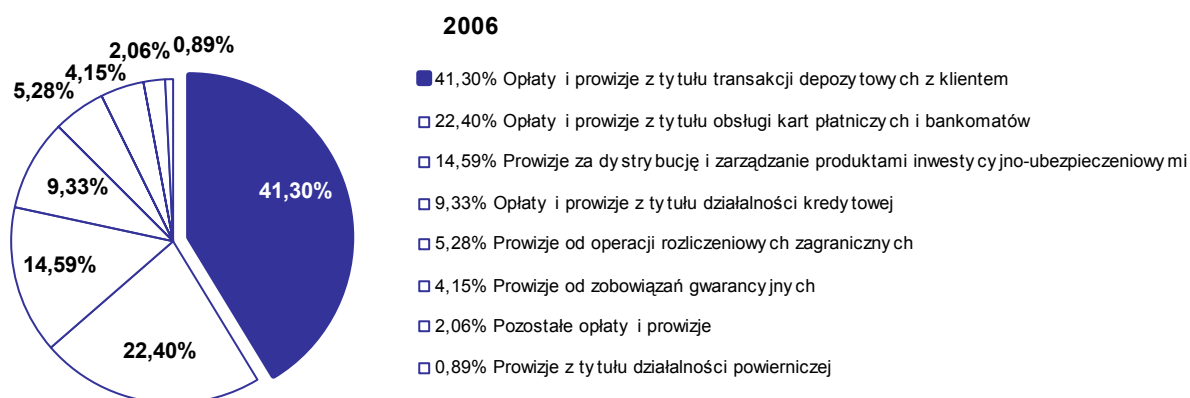 2006
2,06% 0,89%
4,15%
5,28%
9,33%
41,30%
14,59%
22,40%
41,30% Opłaty i prowizje z tytułu transakcji depozytowych z klientem
22,40% Opłaty i prowizje z tytułu obsługi kart płatniczych i bankomatów
14,59% Prowizje za dystrybucję i zarządzanie produktami inwestycyjno-ubezpieczeniowymi
9,33% Opłaty i prowizje z tytułu działalności kredytowej
5,28% Prowizje od operacji rozliczeniowych zagranicznych
4,15% Prowizje od zobowiązań gwarancyjnych
2,06% Pozostałe opłaty i prowizje
0,89% Prowizje z tytułu działalności powierniczej